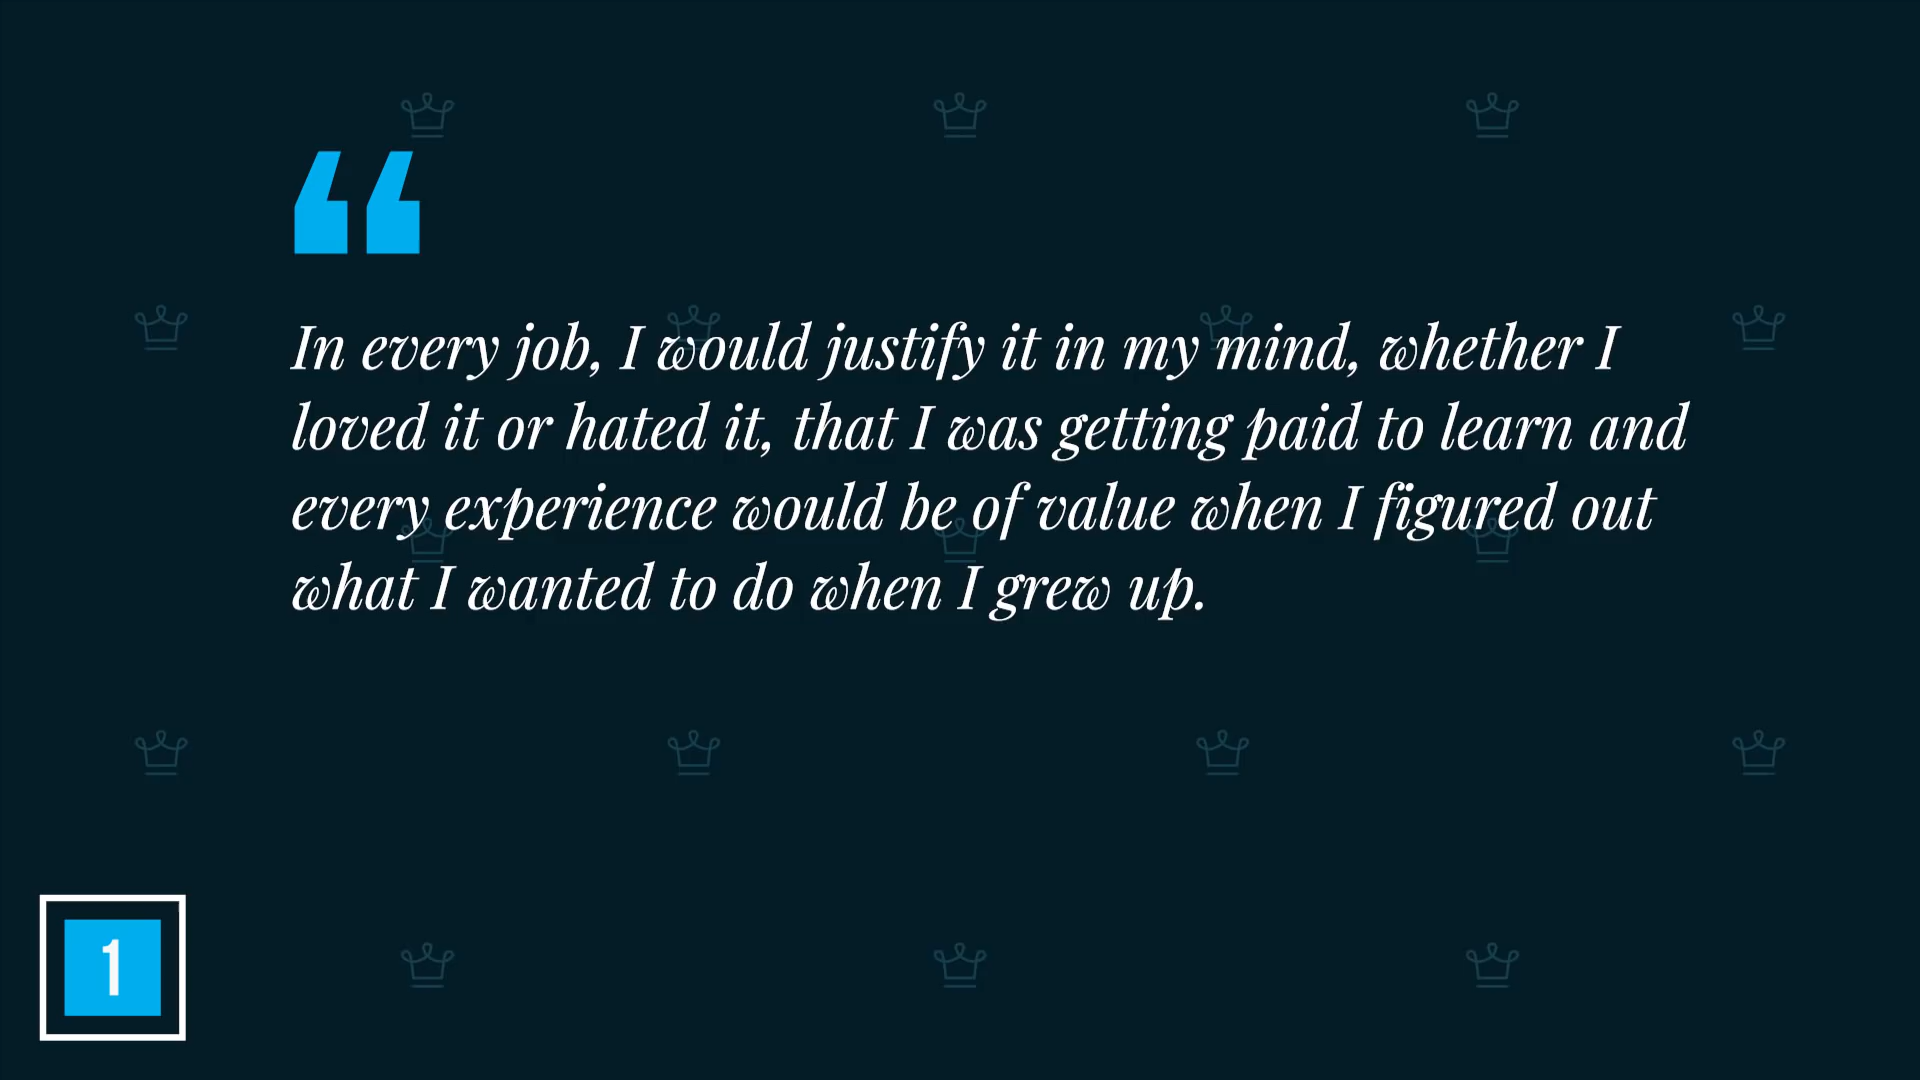 “
In every job, I would justify it in my mind, whether I
loved it or hated it, that I was getting paid to learn and
every experience would be of value when I figured out
what I wanted to do when I grew up.
1